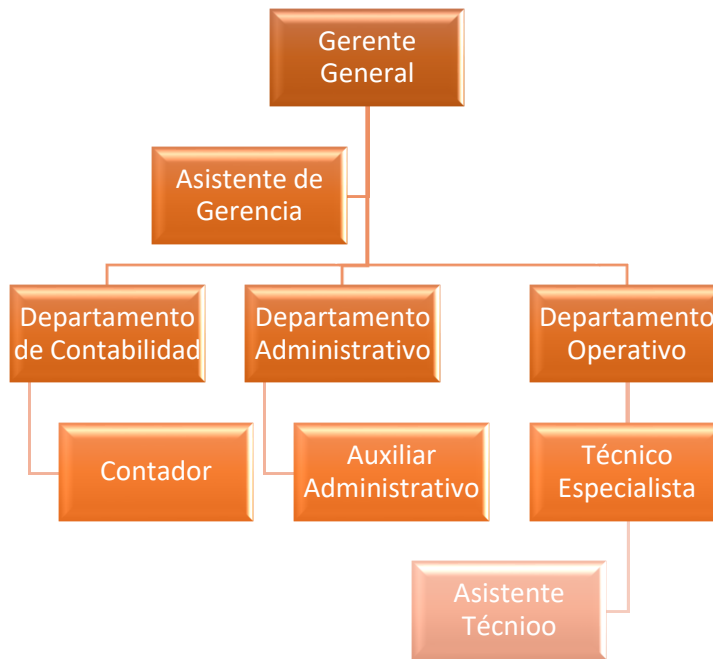 Gerente
General
Asistente de
Gerencia
Departamento
de Contabilidad
Departamento
Administrativo
Departamento
Operativo
Contador
Auxiliar
Administrativo
Técnico
Especialista
Asistente
Técnioo